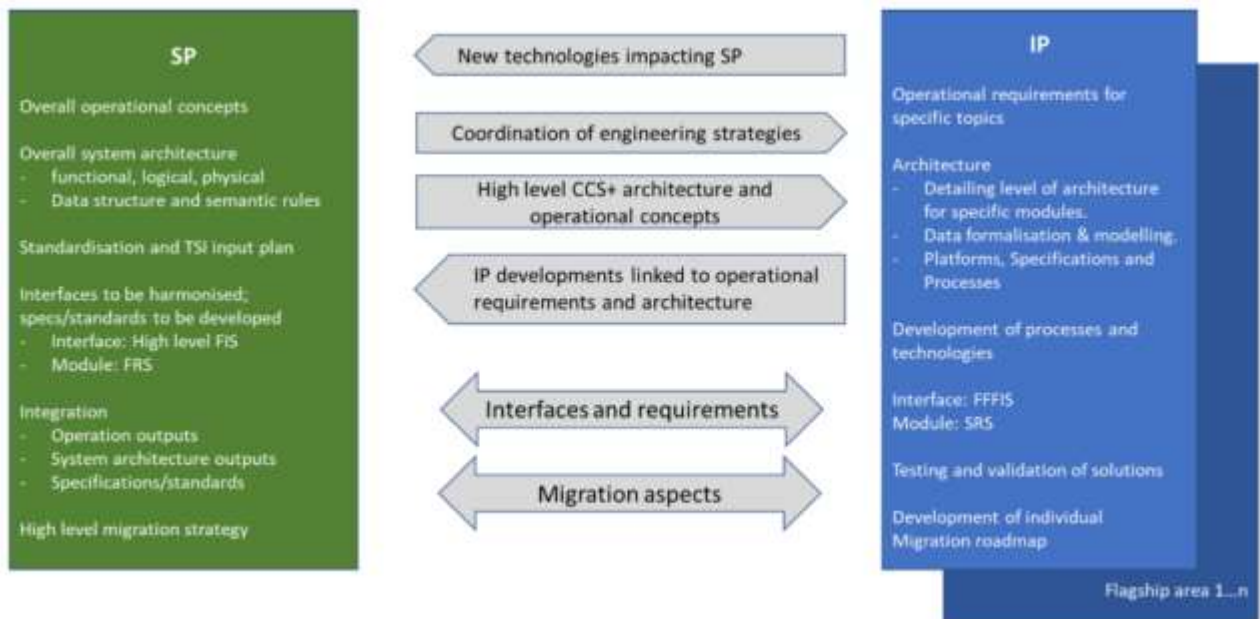 SP
Overall operational concepts
Overall system architecture
- functional, logical, physical
- Data structure and semantic rules
Standardisation and TSI input plan
Interfaces to be harmonised;
specs/standards to be developed
- Interface: High level FIS
- Module: FRS
Integration
- Operation outputs
- System architecture outputs
- Specifications/standards
High level migration strategy
New technologies impacting SP
Coordination of engineering strategies
High level CCS+ architecture and
operational concepts
IP developments linked to operational
requirements and architecture
Interfaces and requirements
Migration aspects
IP
Operational requirements for
specific topics
Architecture
- Detailing level of architecture
for specific modules.
- Data formalisation & modelling.
- Platforms, Specifications and
Processes
Development of processes and
technologies
Interface: FFFIS
Module: SRS
Testing and validation of solutions
Development of individual
Migration roadmap
Flagship area 1...n